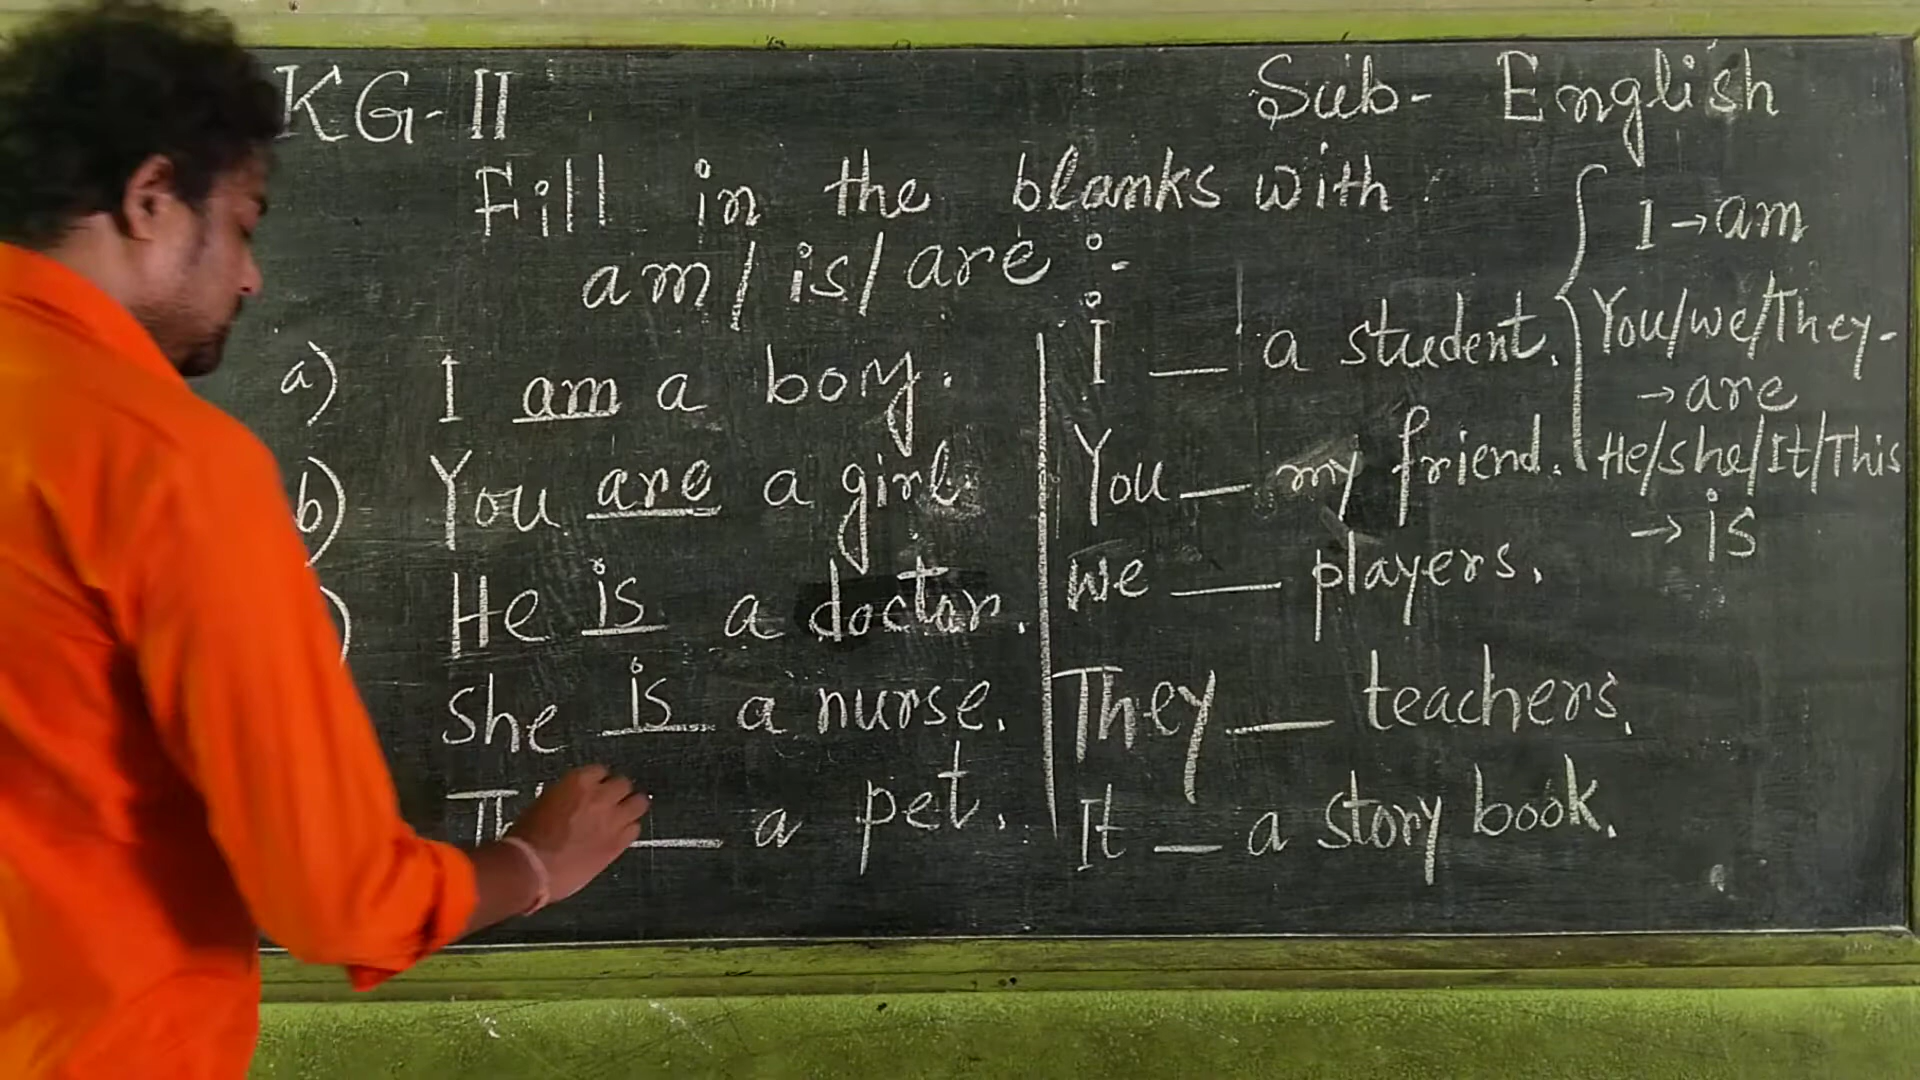 KG-II
Sub- English
Fill in the blanks with
am/is/are :-
a) I am a boy.
b) You are a girl.
) He is a doctor.
She is a nurse.
__ a pet.
I __ a student.
You __ my friend.
We __ players.
They __ teachers.
It __ a story book.
I → am
You/we/They-
→ are
He/she/It/This
→ is